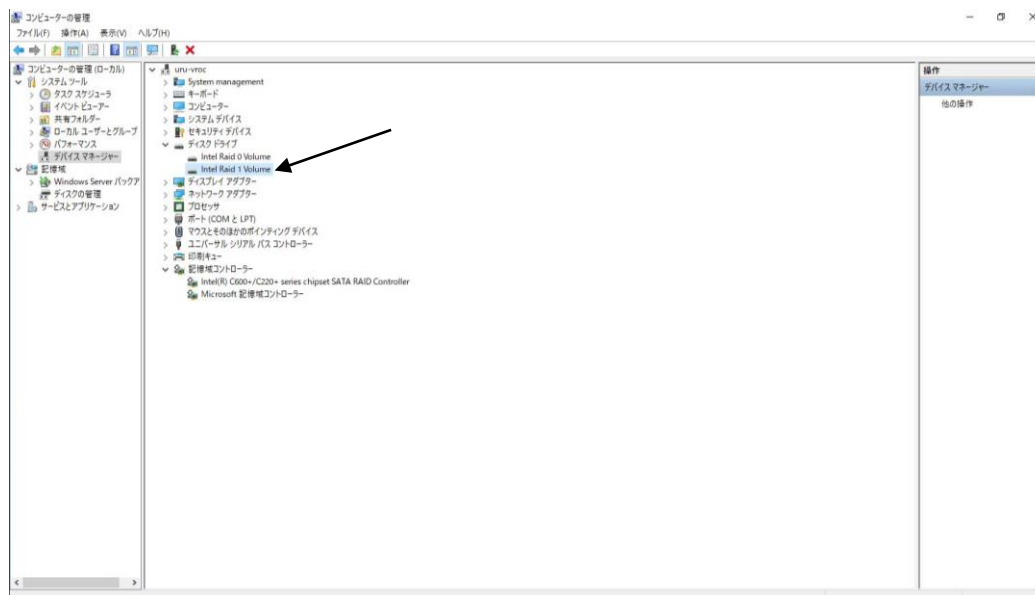 コンピューターの管理
ファイル(F) 操作(A) 表示(V) ヘルプ(H)
コンピューターの管理 (ローカル)
システム ツール
タスク スケジューラ
イベント ビューアー
共有フォルダー
ローカル ユーザーとグループ
パフォーマンス
デバイス マネージャー
記憶域
Windows Server バックア
ディスクの管理
サービスとアプリケーション
uru-vroc
System management
キーボード
コンピューター
システム デバイス
セキュリティ デバイス
ディスク ドライブ
Intel Raid 0 Volume
Intel Raid 1 Volume
ディスプレイ アダプター
ネットワーク アダプター
プロセッサ
ポート (COM と LPT)
マウスとそのほかのポインティング デバイス
ユニバーサル シリアル バス コントローラー
印刷キュー
記憶域コントローラー
Intel(R) C600+/C220+ series chipset SATA RAID Controller
Microsoft 記憶域コントローラー
操作
デバイス マネージャー
他の操作